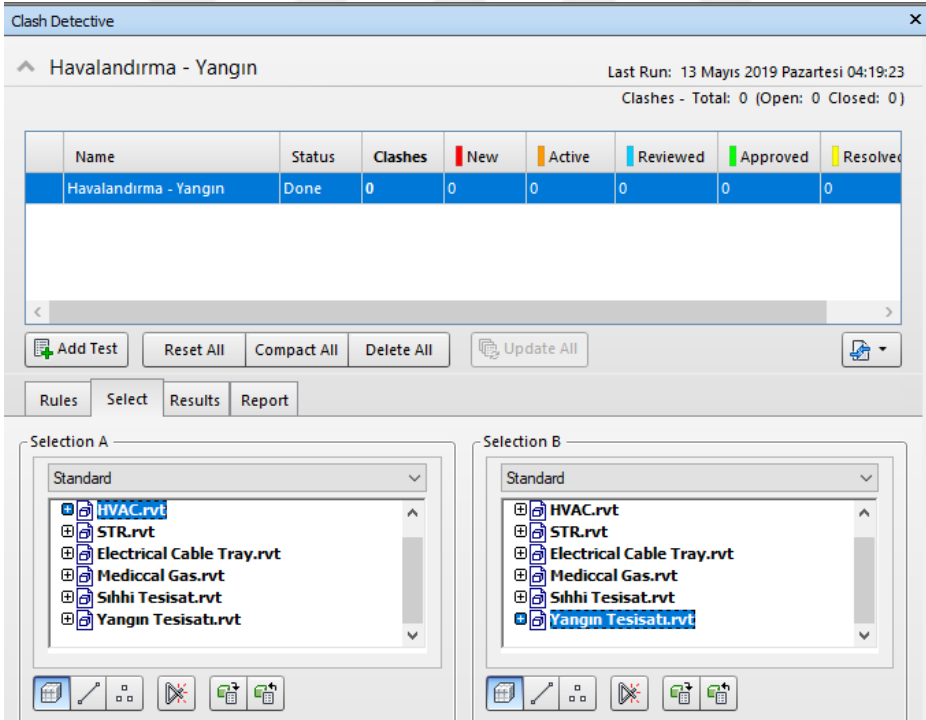 Clash Detective
Havalandırma - Yangın
Last Run: 13 Mayıs 2019 Pazartesi 04:19:23
Clashes - Total: 0 (Open: 0 Closed: 0)
Name Status Clashes New Active Reviewed Approved Resolved
Havalandırma - Yangın Done 0 0 0 0 0 0
Add Test Reset All Compact All Delete All Update All
Rules Select Results Report
Selection A
Standard
HVAC.rvt
STR.rvt
Electrical Cable Tray.rvt
Mediccal Gas.rvt
Sıhhi Tesisat.rvt
Yangın Tesisatı.rvt
Selection B
Standard
HVAC.rvt
STR.rvt
Electrical Cable Tray.rvt
Mediccal Gas.rvt
Sıhhi Tesisat.rvt
Yangın Tesisatı.rvt